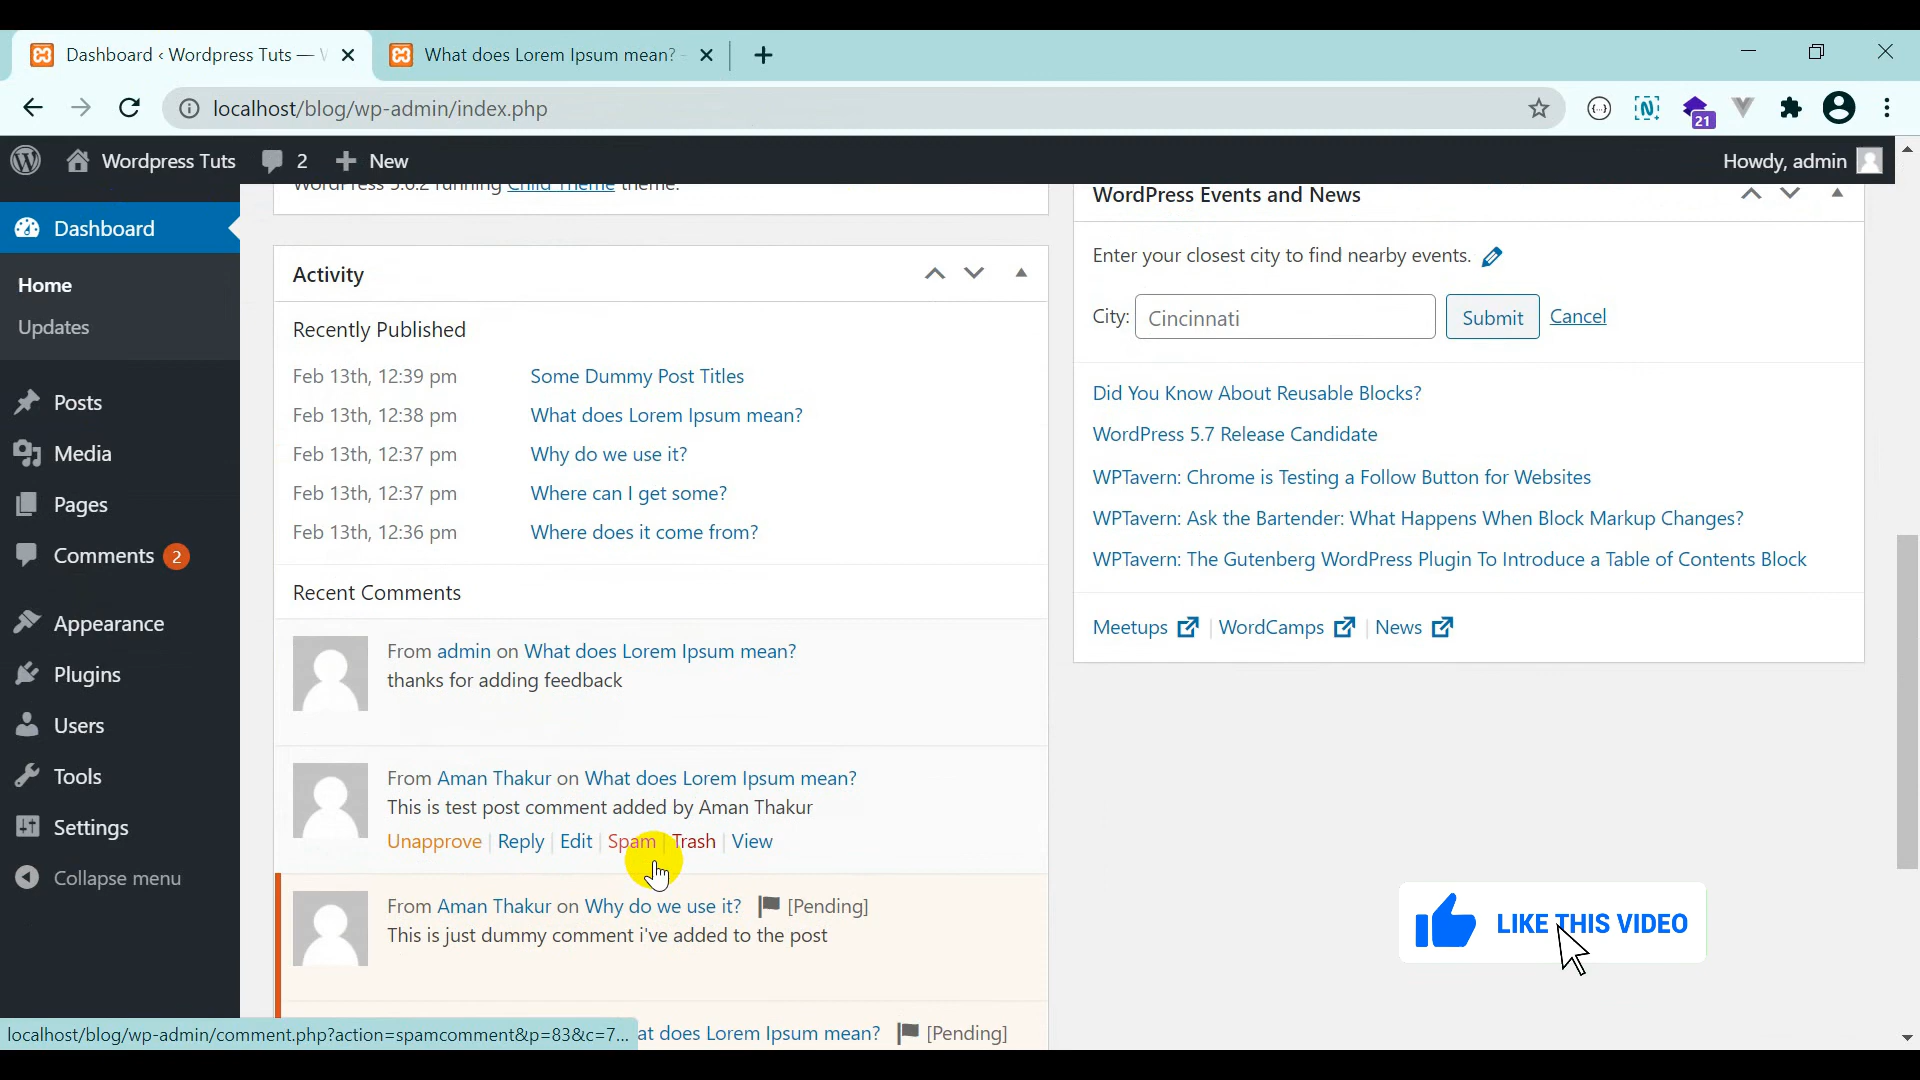 Dashboard ‹ Wordpress Tuts —
What does Lorem Ipsum mean?
localhost/blog/wp-admin/index.php
21
Wordpress Tuts
2
New
Howdy, admin
Dashboard
Home
Updates
Posts
Media
Pages
Comments 2
Appearance
Plugins
Users
Tools
Settings
Collapse menu
WordPress 5.6.2 running Child Theme theme.
Activity
Recently Published
Feb 13th, 12:39 pm Some Dummy Post Titles
Feb 13th, 12:38 pm What does Lorem Ipsum mean?
Feb 13th, 12:37 pm Why do we use it?
Feb 13th, 12:37 pm Where can I get some?
Feb 13th, 12:36 pm Where does it come from?
Recent Comments
From admin on What does Lorem Ipsum mean?
thanks for adding feedback
From Aman Thakur on What does Lorem Ipsum mean?
This is test post comment added by Aman Thakur
Unapprove | Reply | Edit | Spam | Trash | View
From Aman Thakur on Why do we use it? [Pending]
This is just dummy comment i've added to the post
at does Lorem Ipsum mean? [Pending]
WordPress Events and News
Enter your closest city to find nearby events.
City: Cincinnati Submit Cancel
Did You Know About Reusable Blocks?
WordPress 5.7 Release Candidate
WPTavern: Chrome is Testing a Follow Button for Websites
WPTavern: Ask the Bartender: What Happens When Block Markup Changes?
WPTavern: The Gutenberg WordPress Plugin To Introduce a Table of Contents Block
Meetups | WordCamps | News
LIKE THIS VIDEO
localhost/blog/wp-admin/comment.php?action=spamcomment&p=83&c=7...